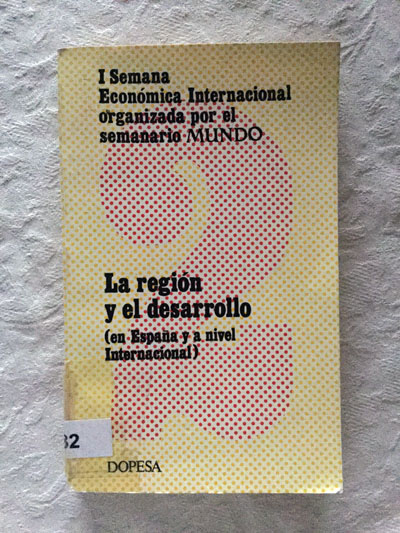 I Semana
Económica Internacional
organizada por el
semanario MUNDO
La región
y el desarrollo
(en España y a nivel
Internacional)
32
DOPESA